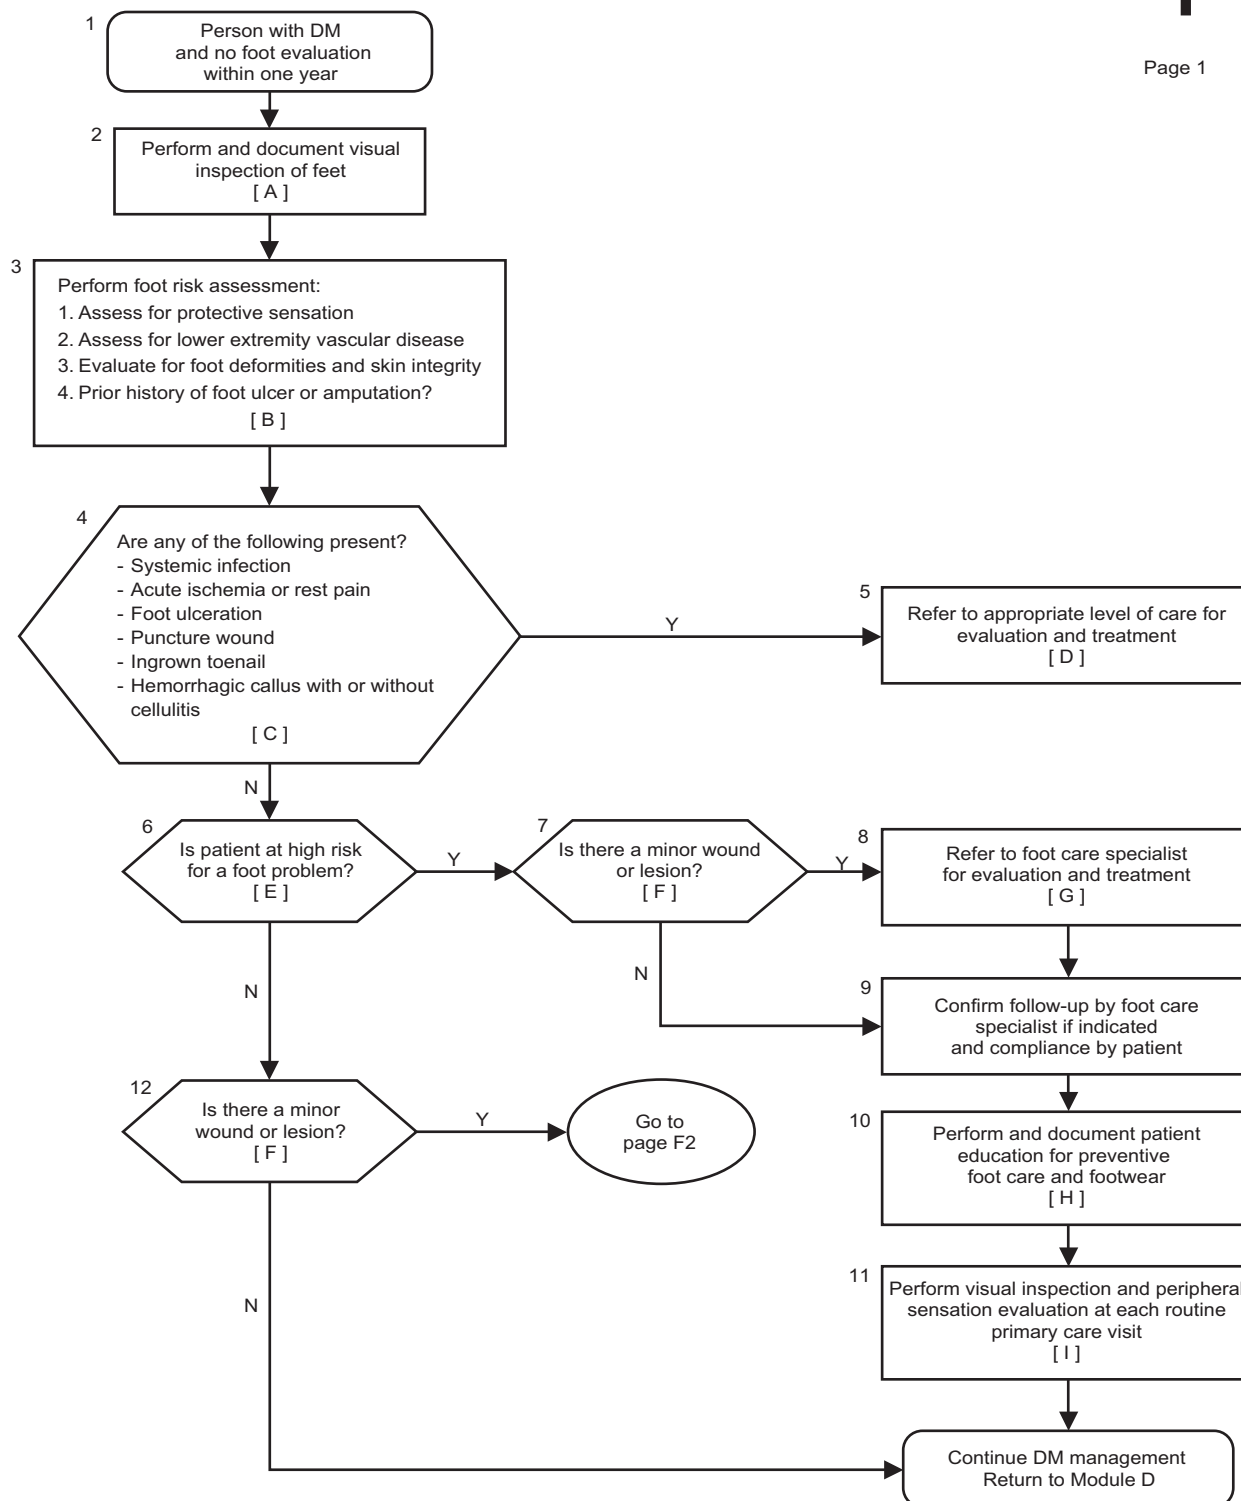 1
Person with DM
and no foot evaluation
within one year
Page 1
2
Perform and document visual
inspection of feet
[ A ]
3
Perform foot risk assessment:
1. Assess for protective sensation
2. Assess for lower extremity vascular disease
3. Evaluate for foot deformities and skin integrity
4. Prior history of foot ulcer or amputation?
[ B ]
4
Are any of the following present?
- Systemic infection
- Acute ischemia or rest pain
- Foot ulceration
- Puncture wound
- Ingrown toenail
- Hemorrhagic callus with or without
cellulitis
[ C ]
Y
5
Refer to appropriate level of care for
evaluation and treatment
[ D ]
N
6
Is patient at high risk
for a foot problem?
[ E ]
Y
7
Is there a minor wound
or lesion?
[ F ]
Y
8
Refer to foot care specialist
for evaluation and treatment
[ G ]
N
N
9
Confirm follow-up by foot care
specialist if indicated
and compliance by patient
12
Is there a minor
wound or lesion?
[ F ]
Y
Go to
page F2
10
Perform and document patient
education for preventive
foot care and footwear
[ H ]
N
11
Perform visual inspection and peripheral
sensation evaluation at each routine
primary care visit
[ I ]
Continue DM management
Return to Module D